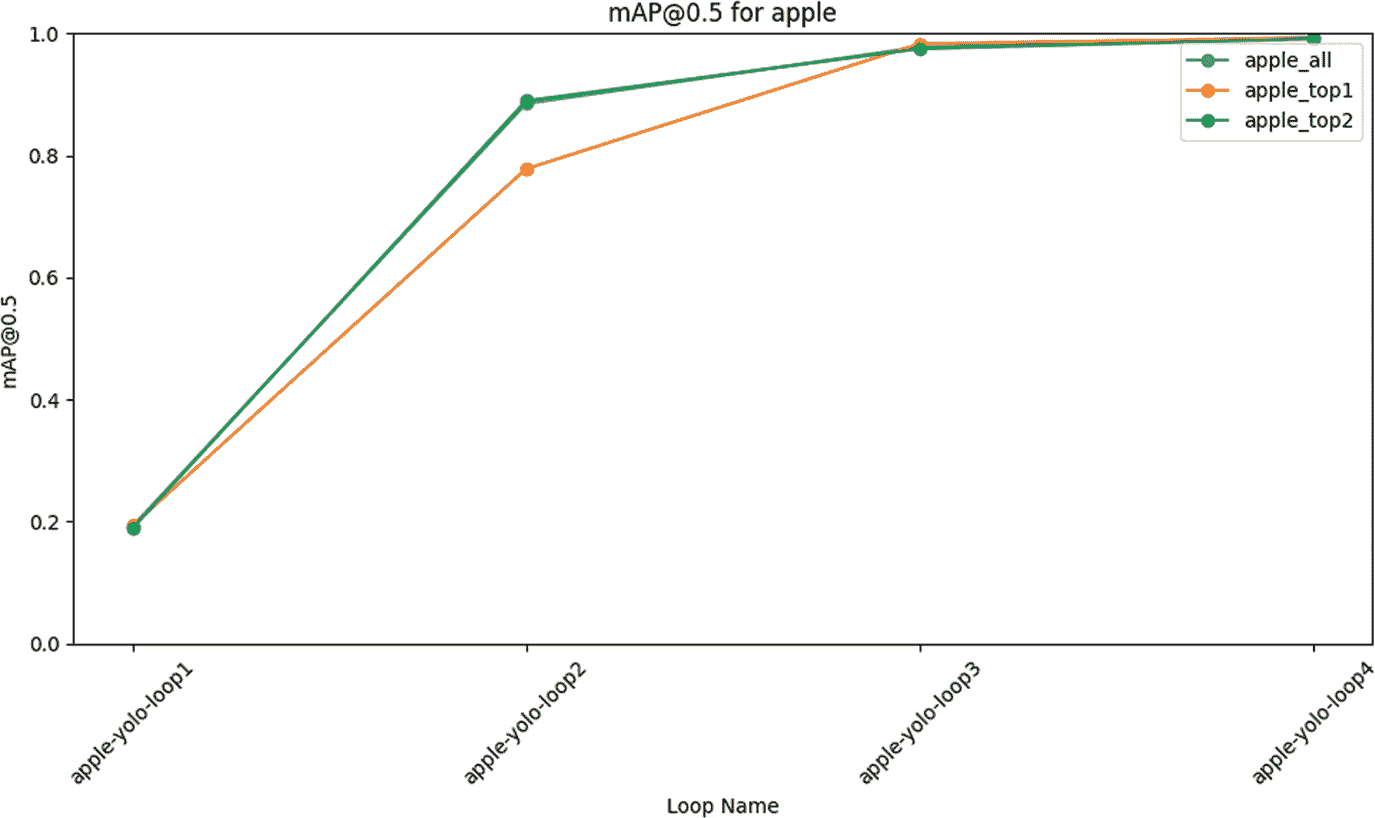 mAP@0.5 for apple
1.0
0.8
0.6
0.4
0.2
0.0
mAP@0.5
apple_all
apple_top1
apple_top2
apple-yolo-loop1
apple-yolo-loop2
apple-yolo-loop3
apple-yolo-loop4
Loop Name